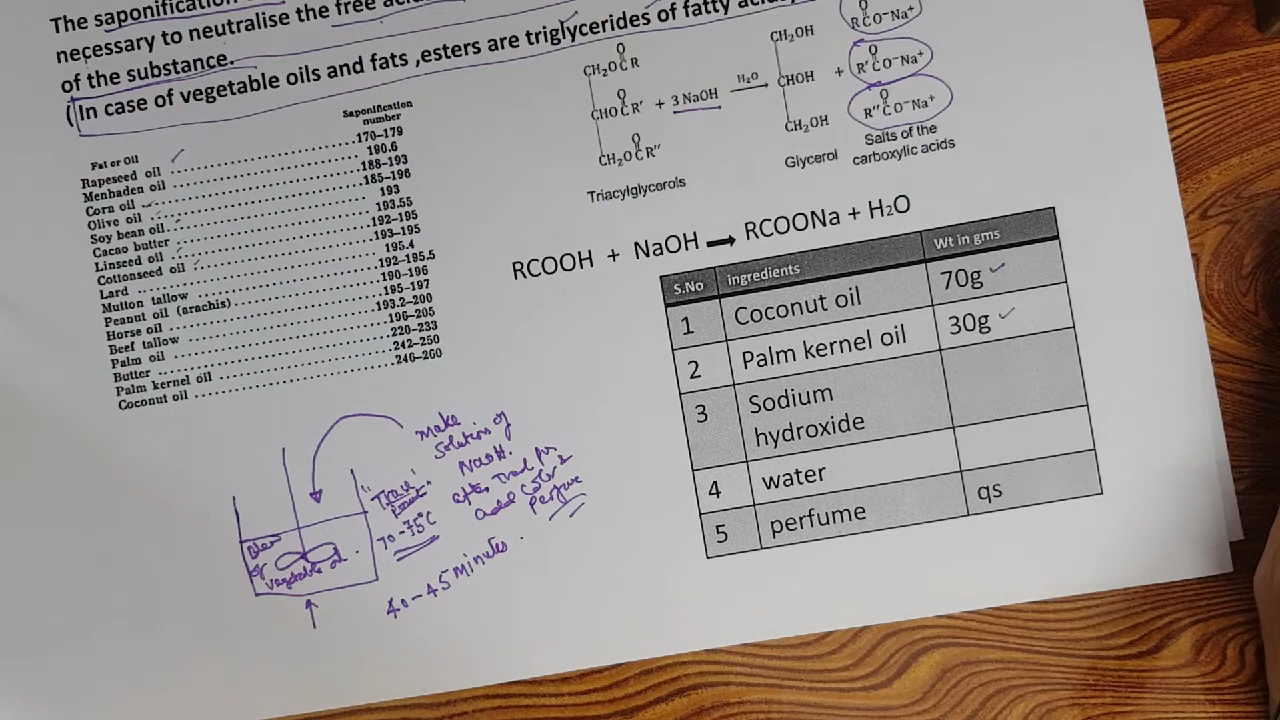 The saponification
necessary to neutralise the free
of the substance.
(In case of vegetable oils and fats ,esters are triglycerides of fatty
Fat or Oil Saponification number
Rapeseed oil 170–179
Menhaden oil 190.6
Corn oil 188–193
Olive oil 185–196
Soy bean oil 193
Cacao butter 193.55
Linseed oil 192–195
Cottonseed oil 193–195
Lard 195.4
Mutton tallow 192–195.5
Peanut oil (arachis) 190–196
Horse oil 195–197
Beef tallow 193.2–200
Palm oil 196–205
Butter 220–233
Palm kernel oil 242–250
Coconut oil 246–260
O
CH₂OCR
O
CHOCR' + 3 NaOH
O
CH₂OCR"
Triacylglycerols
H₂O
CH₂OH
CHOH
CH₂OH
Glycerol
+
RCO⁻Na⁺
O
R'CO⁻Na⁺
O
R"CO⁻Na⁺
Salts of the
carboxylic acids
RCOOH + NaOH ➡ RCOONa + H₂O
S.No ingredients Wt in gms
1 Coconut oil 70g ✓
2 Palm kernel oil 30g ✓
3 Sodium
hydroxide
4 water
5 perfume qs
make
solution of
NaOH.
"Trace
70-75°C
40-45 minutes.
after
add color &
perfume
of
vegetable oil.